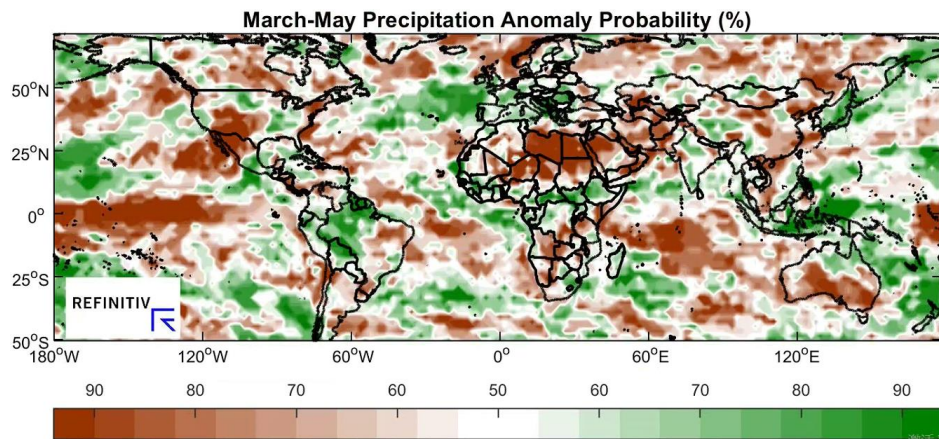 March-May Precipitation Anomaly Probability (%)
50°N
25°N
0°
25°S
50°S
REFINITIV
180°W 120°W 60°W 0° 60°E 120°E
90 80 70 60 50 60 70 80 90